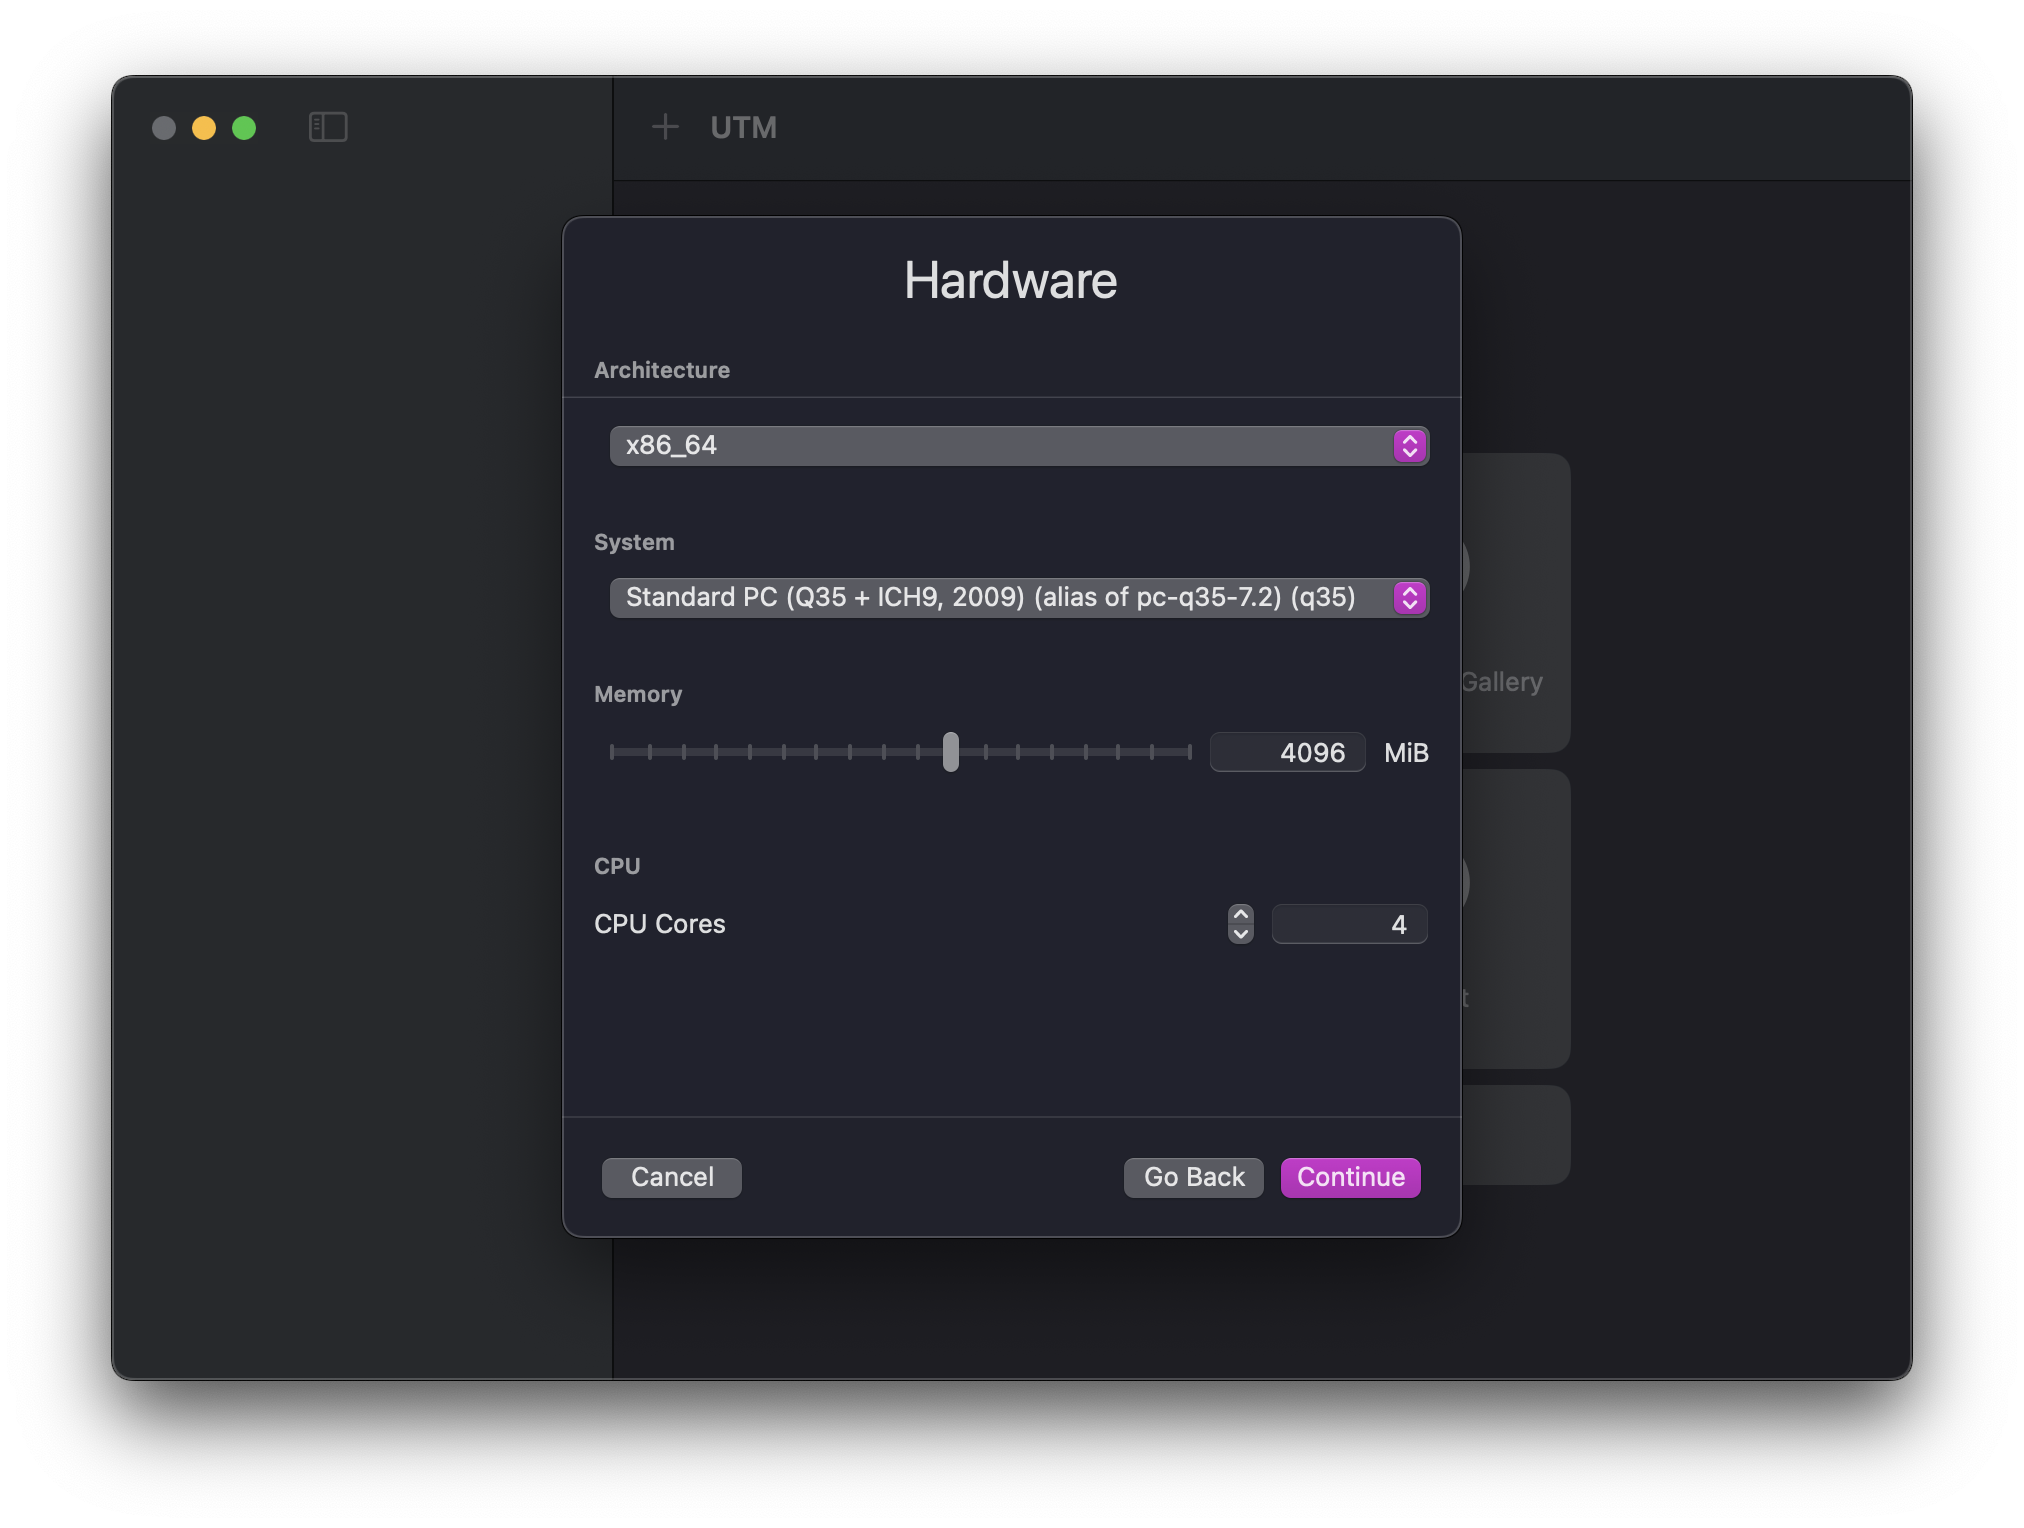 UTM
Hardware
Architecture
x86_64
System
Standard PC (Q35 + ICH9, 2009) (alias of pc-q35-7.2) (q35)
Gallery
Memory
4096 MiB
CPU
CPU Cores 4
t
Cancel Go Back Continue